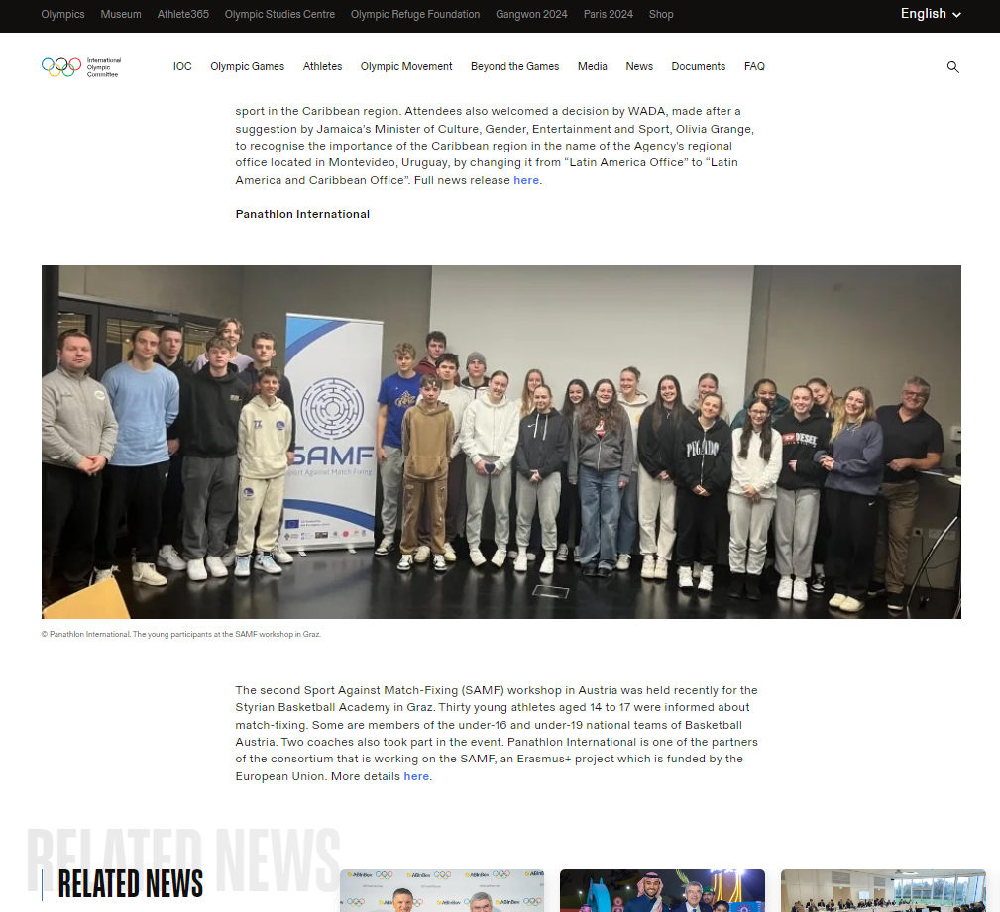 Olympics Museum Athlete365 Olympic Studies Centre Olympic Refuge Foundation Gangwon 2024 Paris 2024 Shop English
International
Olympic
Committee
IOC Olympic Games Athletes Olympic Movement Beyond the Games Media News Documents FAQ
sport in the Caribbean region. Attendees also welcomed a decision by WADA, made after a
suggestion by Jamaica's Minister of Culture, Gender, Entertainment and Sport, Olivia Grange,
to recognise the importance of the Caribbean region in the name of the Agency's regional
office located in Montevideo, Uruguay, by changing it from “Latin America Office” to “Latin
America and Caribbean Office”. Full news release here.
Panathlon International
SAMF
Sport Against Match-Fixing
DIESEL
© Panathlon International. The young participants at the SAMF workshop in Graz.
The second Sport Against Match-Fixing (SAMF) workshop in Austria was held recently for the
Styrian Basketball Academy in Graz. Thirty young athletes aged 14 to 17 were informed about
match-fixing. Some are members of the under-16 and under-19 national teams of Basketball
Austria. Two coaches also took part in the event. Panathlon International is one of the partners
of the consortium that is working on the SAMF, an Erasmus+ project which is funded by the
European Union. More details here.
RELATED NEWS
RELATED NEWS
ABInBev ABInBev ABInBev ABInBev
ABInBev ABInBev